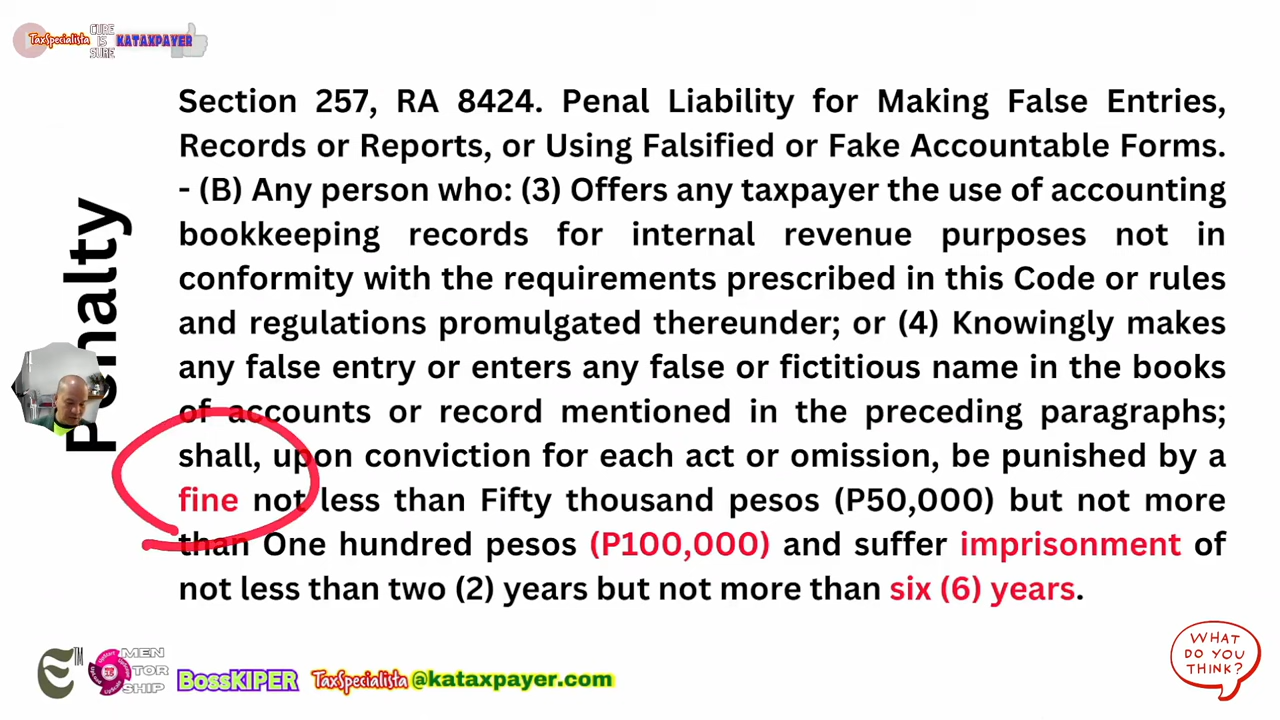 TaxSpecialista
CUBE
IS
SURE
KATAXPAYER
Section 257, RA 8424. Penal Liability for Making False Entries,
Records or Reports, or Using Falsified or Fake Accountable Forms.
- (B) Any person who: (3) Offers any taxpayer the use of accounting
bookkeeping records for internal revenue purposes not in
conformity with the requirements prescribed in this Code or rules
and regulations promulgated thereunder; or (4) Knowingly makes
any false entry or enters any false or fictitious name in the books
of accounts or record mentioned in the preceding paragraphs;
shall, upon conviction for each act or omission, be punished by a
fine not less than Fifty thousand pesos (P50,000) but not more
than One hundred pesos (P100,000) and suffer imprisonment of
not less than two (2) years but not more than six (6) years.
Penalty
TM
MEN
TOR
SHIP
BossKIPER
TaxSpecialista
@kataxpayer.com
WHAT
DO YOU
THINK?